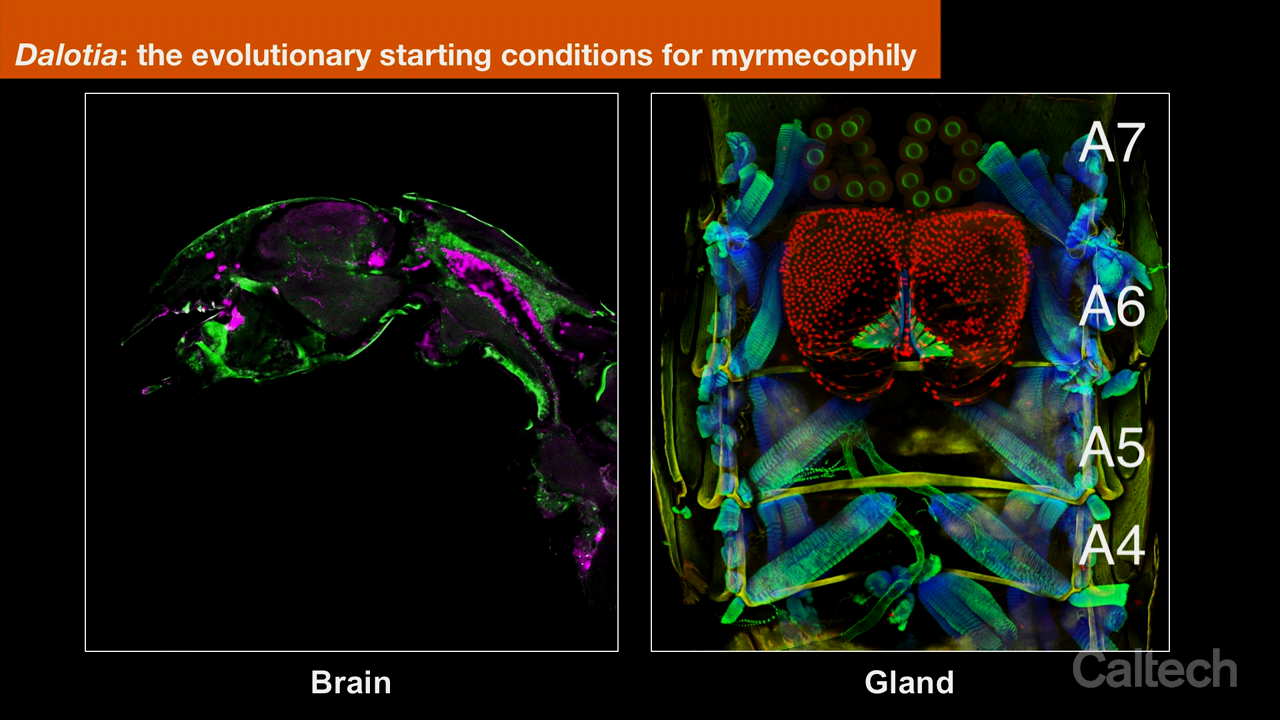 Dalotia: the evolutionary starting conditions for myrmecophily
A7
A6
A5
A4
Brain
Gland
Caltech